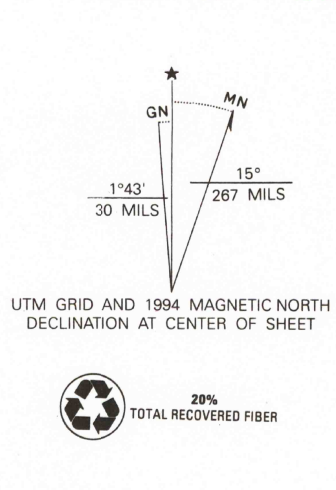 ★
GN
MN
1°43'
30 MILS
15°
267 MILS
UTM GRID AND 1994 MAGNETIC NORTH
DECLINATION AT CENTER OF SHEET
20%
TOTAL RECOVERED FIBER